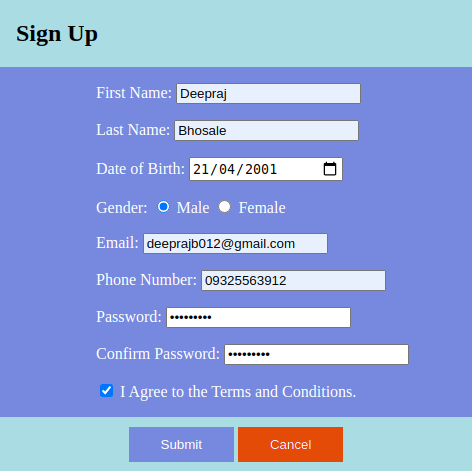 Sign Up
First Name: Deepraj
Last Name: Bhosale
Date of Birth: 21/04/2001
Gender: Male Female
Email: deeprajb012@gmail.com
Phone Number: 09325563912
Password: •••••••••
Confirm Password: •••••••••
I Agree to the Terms and Conditions.
Submit Cancel